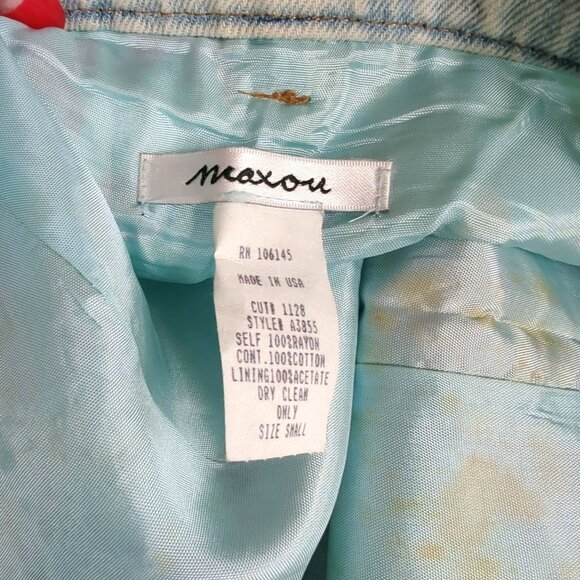 maxou
RN 106145
MADE IN USA
CUT# 1128
STYLE# A3855
SELF 100%RAYON
CONT.100%COTTON
LINING100%ACETATE
DRY CLEAN
ONLY
SIZE SMALL